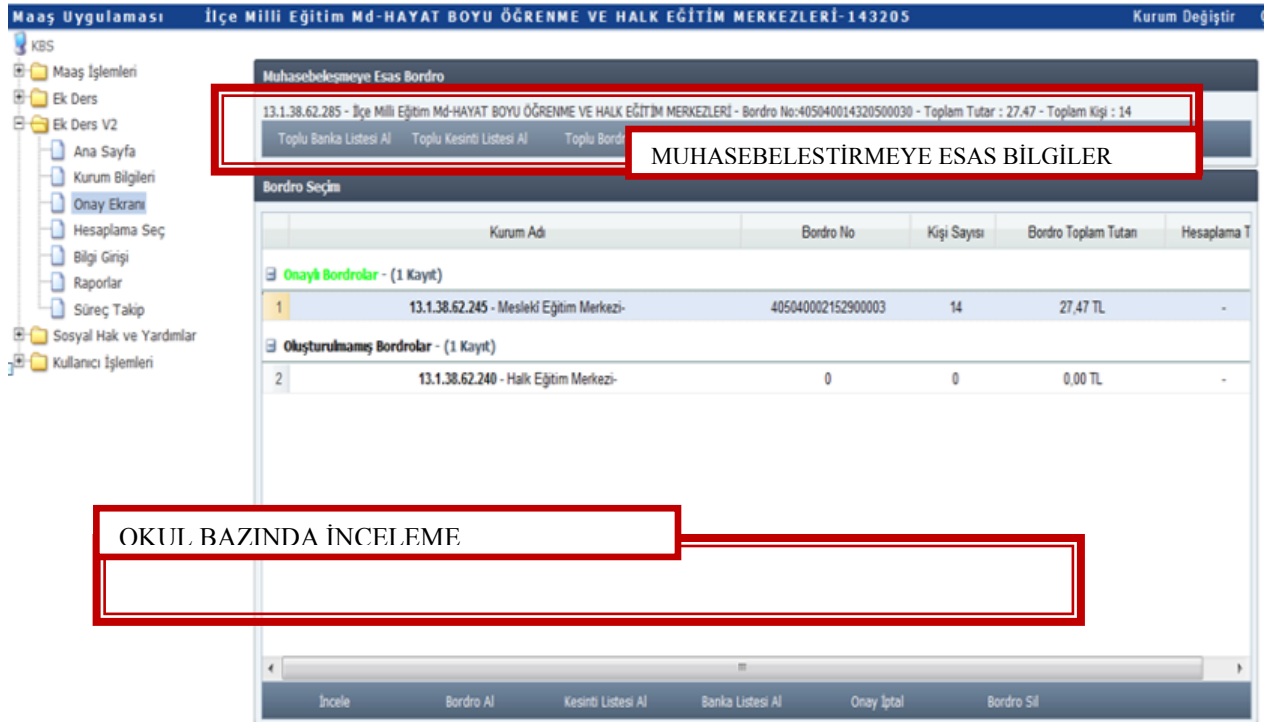 Maaş Uygulaması İlçe Milli Eğitim Md-HAYAT BOYU ÖĞRENME VE HALK EĞİTİM MERKEZLERİ-143205 Kurum Değiştir
KBS
Maaş İşlemleri
Ek Ders
Ek Ders V2
Ana Sayfa
Kurum Bilgileri
Onay Ekranı
Hesaplama Seç
Bilgi Girişi
Raporlar
Süreç Takip
Sosyal Hak ve Yardımlar
Kullanıcı İşlemleri
Muhasebeleşmeye Esas Bordro
13.1.38.62.285 - İlçe Milli Eğitim Md-HAYAT BOYU ÖĞRENME VE HALK EĞİTİM MERKEZLERİ - Bordro No:405040014320500030 - Toplam Tutar : 27.47 - Toplam Kişi : 14
Toplu Banka Listesi Al Toplu Kesinti Listesi Al Toplu Bordr
MUHASEBELESTİRMEYE ESAS BİLGİLER
Bordro Seçim
Kurum Adı Bordro No Kişi Sayısı Bordro Toplam Tutarı Hesaplama T
Onaylı Bordrolar - (1 Kayıt)
1 13.1.38.62.245 - Meslekî Eğitim Merkezi- 405040002152900003 14 27,47 TL -
Oluşturulmamış Bordrolar - (1 Kayıt)
2 13.1.38.62.240 - Halk Eğitim Merkezi- 0 0 0,00 TL -
OKUL BAZINDA İNCELEME
İncele Bordro Al Kesinti Listesi Al Banka Listesi Al Onay İptal Bordro Sil